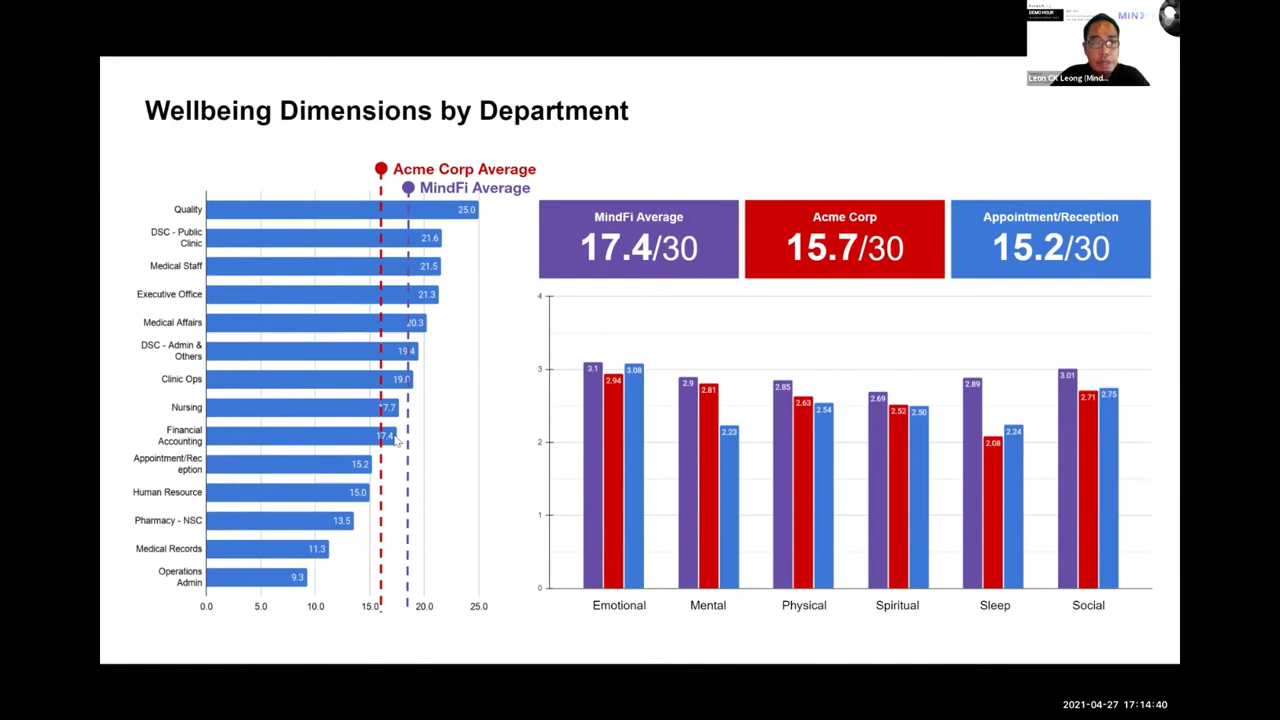 DEMO HOUR
MIND
Leon CK Leong (Mind...
Wellbeing Dimensions by Department
Acme Corp Average
MindFi Average
Quality
25.0
DSC - Public
Clinic
21.6
Medical Staff
21.5
Executive Office
21.3
Medical Affairs
20.3
DSC - Admin &
Others
19.4
Clinic Ops
19.0
Nursing
17.7
Financial
Accounting
17.4
Appointment/Rec
eption
15.2
Human Resource
15.0
Pharmacy - NSC
13.5
Medical Records
11.3
Operations
Admin
9.3
0.0 5.0 10.0 15.0 20.0 25.0
MindFi Average
17.4/30
Acme Corp
15.7/30
Appointment/Reception
15.2/30
4
3
2
1
0
3.1 2.94 3.08
2.9 2.81 2.23
2.85 2.63 2.54
2.69 2.52 2.50
2.89 2.08 2.24
3.01 2.71 2.75
Emotional Mental Physical Spiritual Sleep Social
2021-04-27 17:14:40